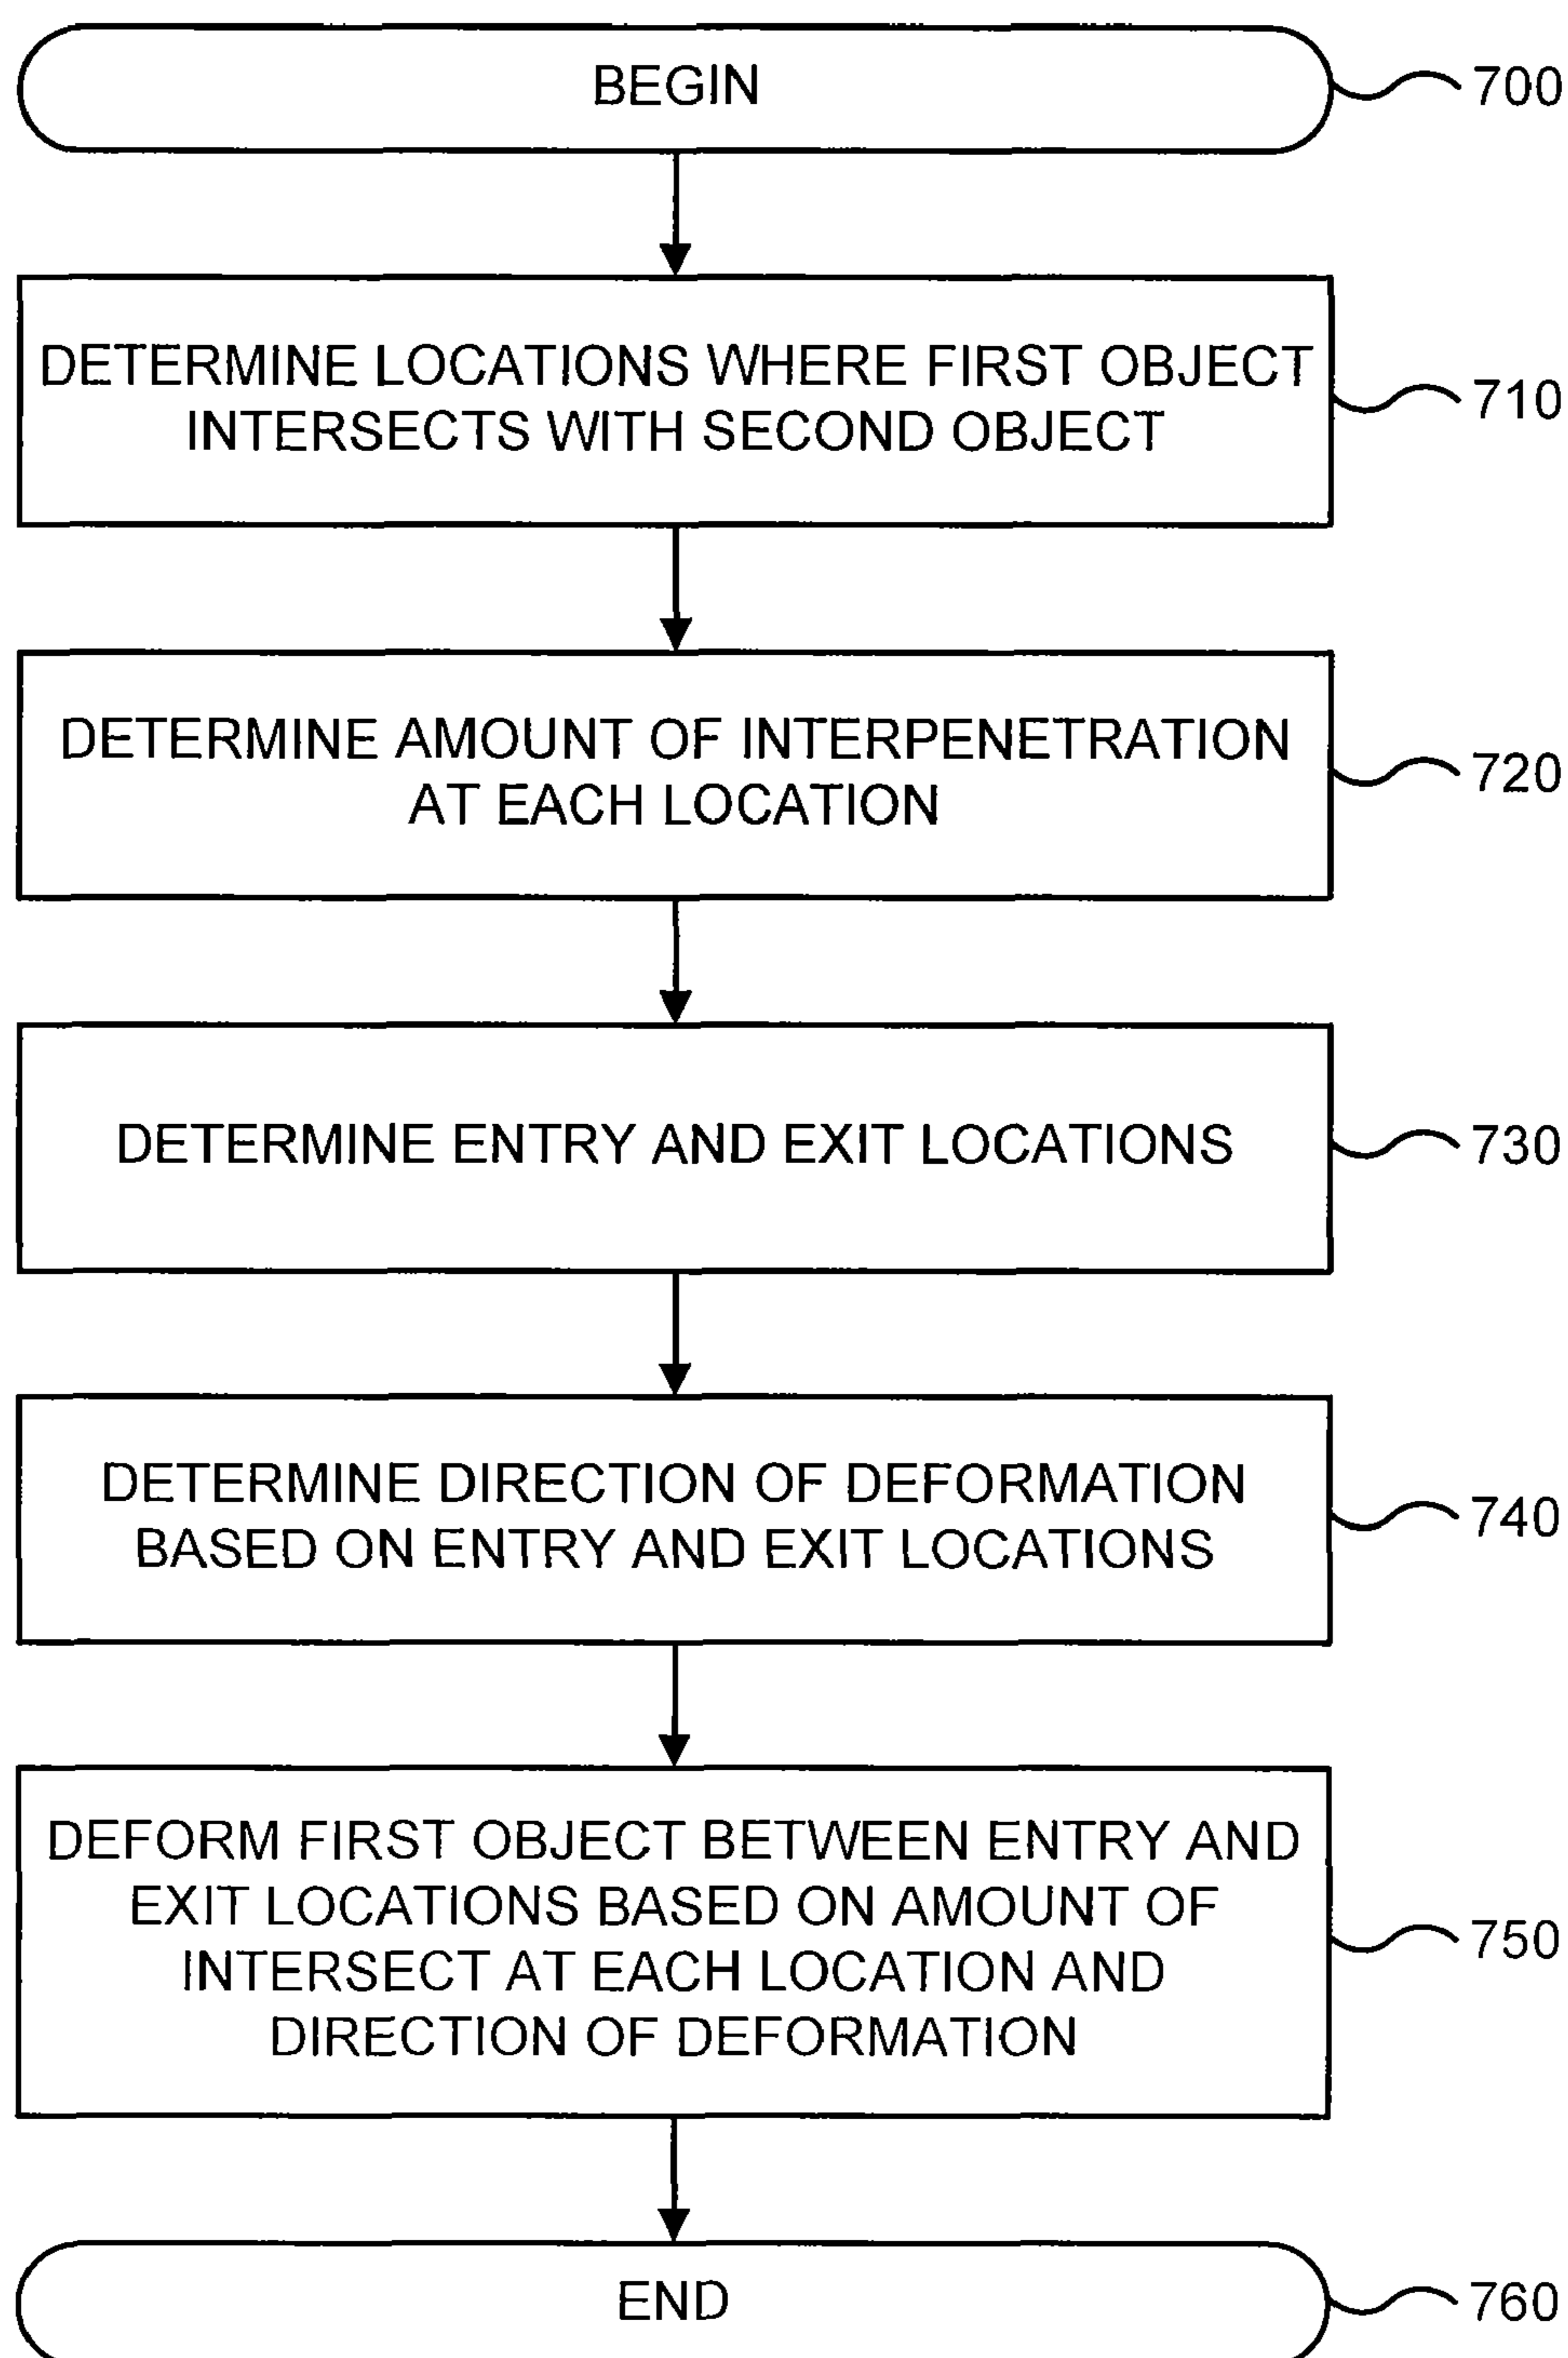 BEGIN
700
DETERMINE LOCATIONS WHERE FIRST OBJECT
INTERSECTS WITH SECOND OBJECT
710
DETERMINE AMOUNT OF INTERPENETRATION
AT EACH LOCATION
720
DETERMINE ENTRY AND EXIT LOCATIONS
730
DETERMINE DIRECTION OF DEFORMATION
BASED ON ENTRY AND EXIT LOCATIONS
740
DEFORM FIRST OBJECT BETWEEN ENTRY AND
EXIT LOCATIONS BASED ON AMOUNT OF
INTERSECT AT EACH LOCATION AND
DIRECTION OF DEFORMATION
750
END
760